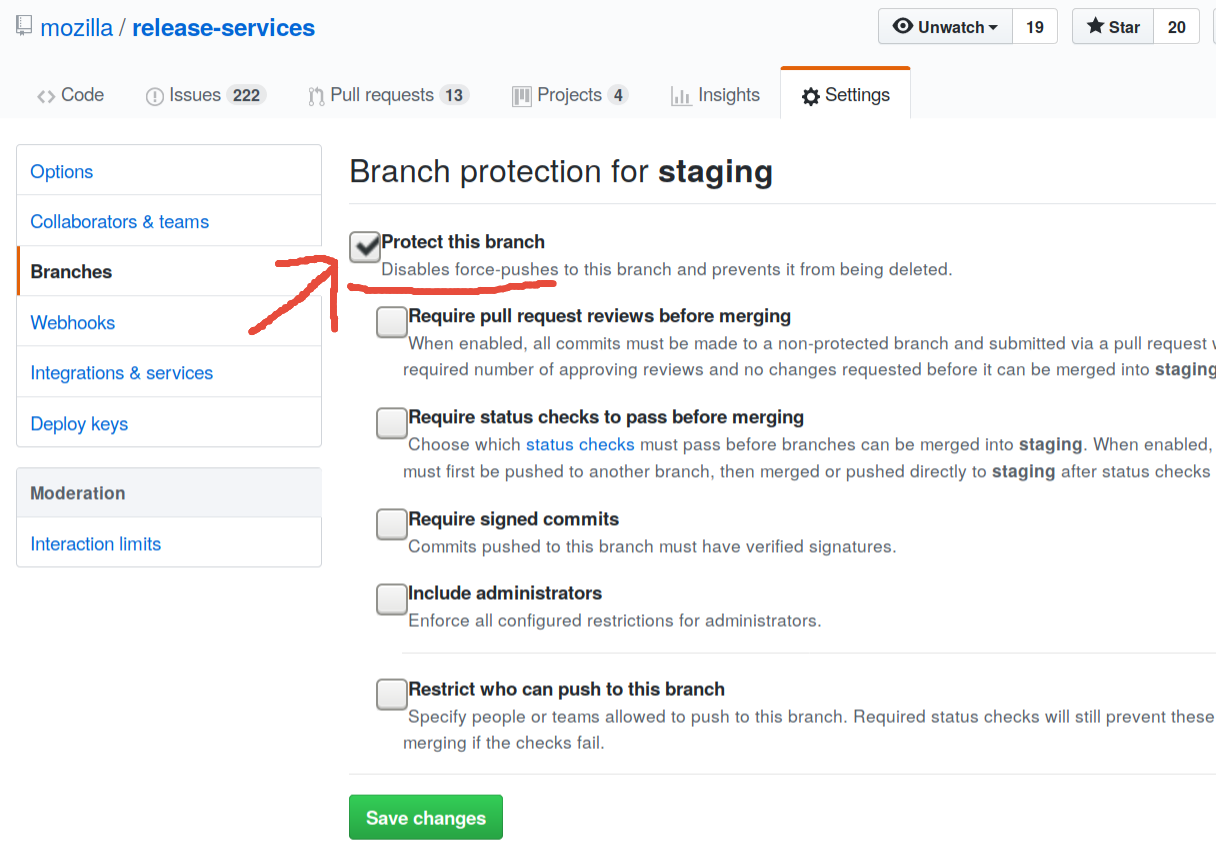 mozilla / release-services
Unwatch 19
Star 20
Code
Issues 222
Pull requests 13
Projects 4
Insights
Settings
Options
Collaborators & teams
Branches
Webhooks
Integrations & services
Deploy keys
Moderation
Interaction limits
Branch protection for staging
Protect this branch
Disables force-pushes to this branch and prevents it from being deleted.
Require pull request reviews before merging
When enabled, all commits must be made to a non-protected branch and submitted via a pull request
required number of approving reviews and no changes requested before it can be merged into staging
Require status checks to pass before merging
Choose which status checks must pass before branches can be merged into staging. When enabled,
must first be pushed to another branch, then merged or pushed directly to staging after status checks
Require signed commits
Commits pushed to this branch must have verified signatures.
Include administrators
Enforce all configured restrictions for administrators.
Restrict who can push to this branch
Specify people or teams allowed to push to this branch. Required status checks will still prevent these
merging if the checks fail.
Save changes